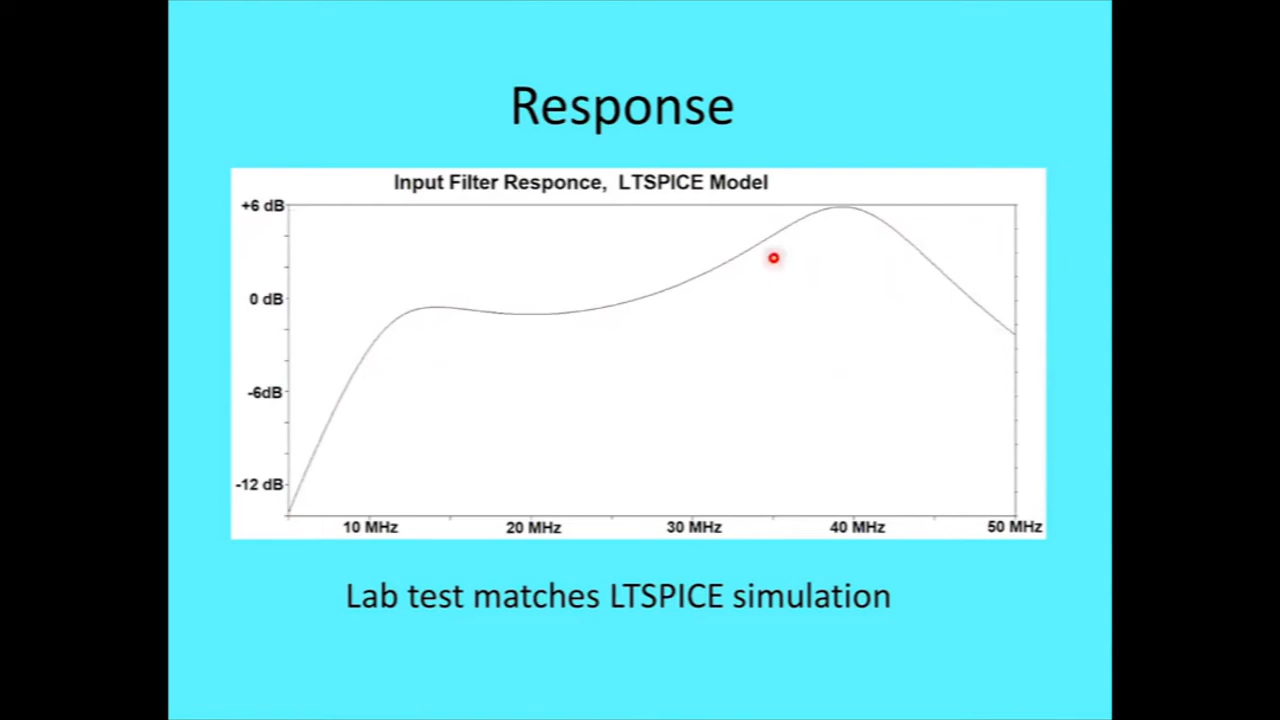 Response
Input Filter Responce, LTSPICE Model
+6 dB
0 dB
-6dB
-12 dB
10 MHz 20 MHz 30 MHz 40 MHz 50 MHz
Lab test matches LTSPICE simulation